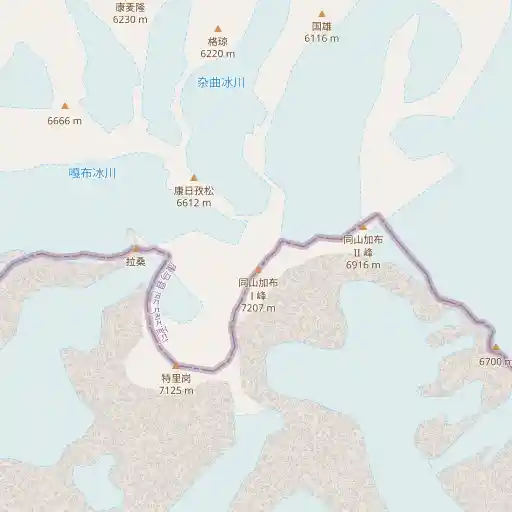 康麦隆
6230 m
格琼
6220 m
国雄
6116 m
杂曲冰川
6666 m
嘎布冰川
康日孜松
6612 m
同山加布
II 峰
6916 m
拉桑
同山加布
I 峰
7207 m
6700 m
特里岗
7125 m